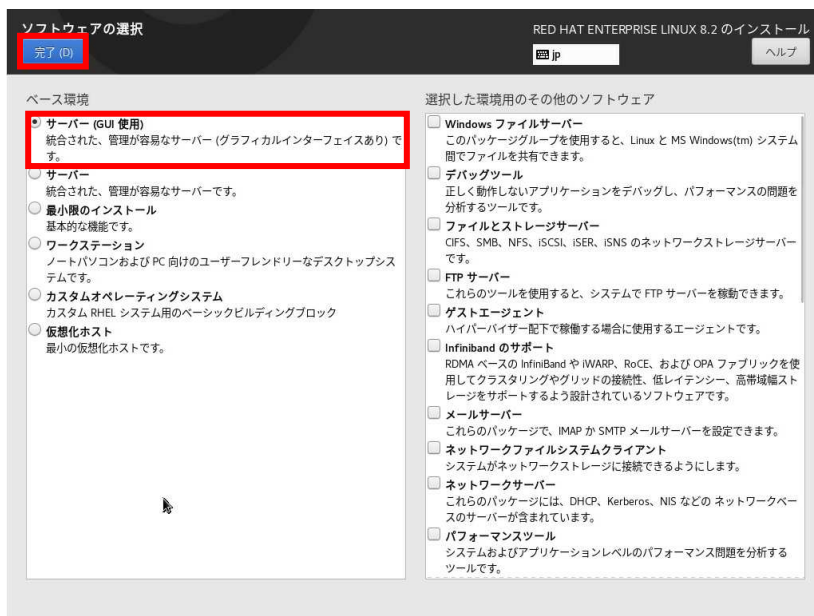 ソフトウェアの選択
RED HAT ENTERPRISE LINUX 8.2 のインストール
完了 (D)
jp
ヘルプ
ベース環境
サーバー (GUI 使用)
統合された、管理が容易なサーバー (グラフィカルインターフェイスあり) で
す。
サーバー
統合された、管理が容易なサーバーです。
最小限のインストール
基本的な機能です。
ワークステーション
ノートパソコンおよび PC 向けのユーザーフレンドリーなデスクトップシス
テムです。
カスタムオペレーティングシステム
カスタム RHEL システム用のベーシックビルディングブロック
仮想化ホスト
最小の仮想化ホストです。
選択した環境用のその他のソフトウェア
Windows ファイルサーバー
このパッケージグループを使用すると、Linux と MS Windows(tm) システム
間でファイルを共有できます。
デバッグツール
正しく動作しないアプリケーションをデバッグし、パフォーマンスの問題を
分析するツールです。
ファイルとストレージサーバー
CIFS、SMB、NFS、iSCSI、iSER、iSNS のネットワークストレージサーバー
です。
FTP サーバー
これらのツールを使用すると、システムで FTP サーバーを稼動できます。
ゲストエージェント
ハイパーバイザー配下で稼働する場合に使用するエージェントです。
Infiniband のサポート
RDMA ベースの InfiniBand や iWARP、RoCE、および OPA ファブリックを使
用してクラスタリングやグリッドの接続性、低レイテンシー、高帯域幅スト
レージをサポートするよう設計されているソフトウェアです。
メールサーバー
これらのパッケージで、IMAP か SMTP メールサーバーを設定できます。
ネットワークファイルシステムクライアント
システムがネットワークストレージに接続できるようにします。
ネットワークサーバー
これらのパッケージには、DHCP、Kerberos、NIS などの ネットワークベー
スのサーバーが含まれています。
パフォーマンスツール
システムおよびアプリケーションレベルのパフォーマンス問題を分析する
ツールです。